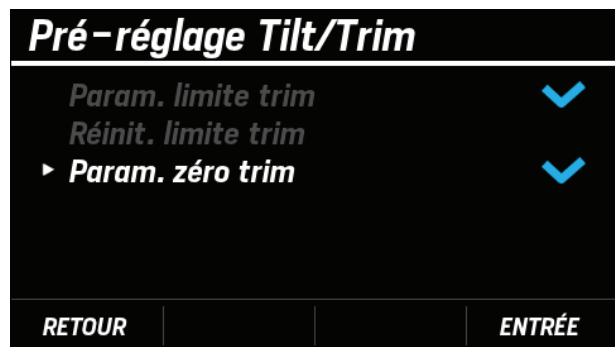 Pré-réglage Tilt/Trim
Param. limite trim
Réinit. limite trim
Param. zéro trim
RETOUR ENTRÉE